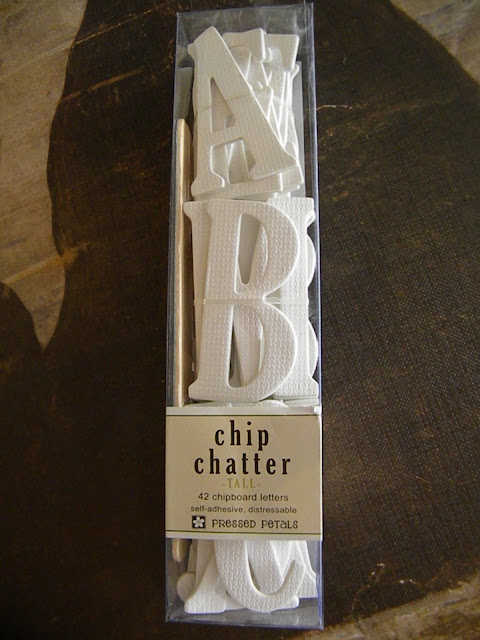 A
B
chip
chatter
-TALL-
42 chipboard letters
self-adhesive, distressable
PRESSED PETALS
C